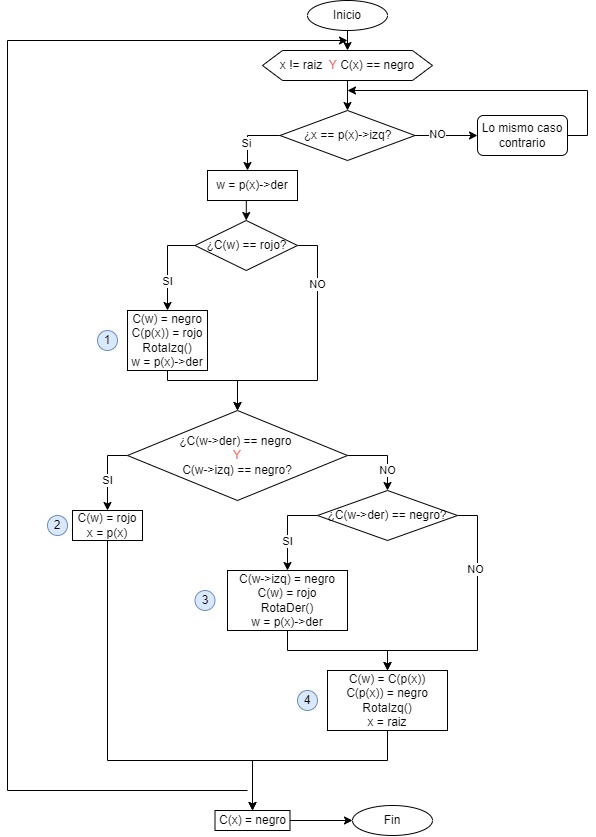 Inicio
x != raiz Y C(x) == negro
¿x == p(x)->izq?
NO
Lo mismo caso
contrario
Si
w = p(x)->der
¿C(w) == rojo?
SI
NO
1
C(w) = negro
C(p(x)) = rojo
RotaIzq()
w = p(x)->der
¿C(w->der) == negro
Y
C(w->izq) == negro?
SI
NO
2
C(w) = rojo
x = p(x)
¿C(w->der) == negro?
SI
NO
3
C(w->izq) = negro
C(w) = rojo
RotaDer()
w = p(x)->der
4
C(w) = C(p(x))
C(p(x)) = negro
RotaIzq()
x = raiz
C(x) = negro
Fin